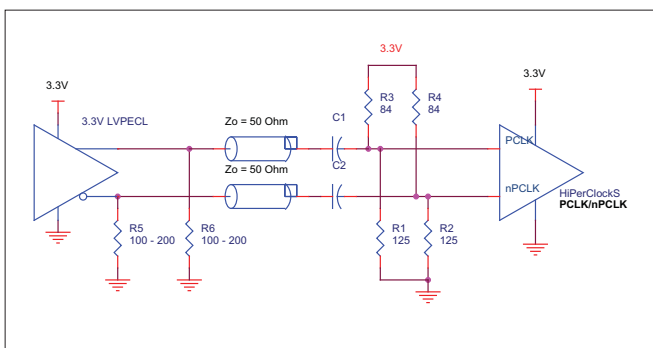 3.3V
3.3V
3.3V
3.3V LVPECL
Zo = 50 Ohm
C1
R3
84
R4
84
PCLK
Zo = 50 Ohm
C2
nPCLK
HiPerClockS
PCLK/nPCLK
R5
100 - 200
R6
100 - 200
R1
125
R2
125